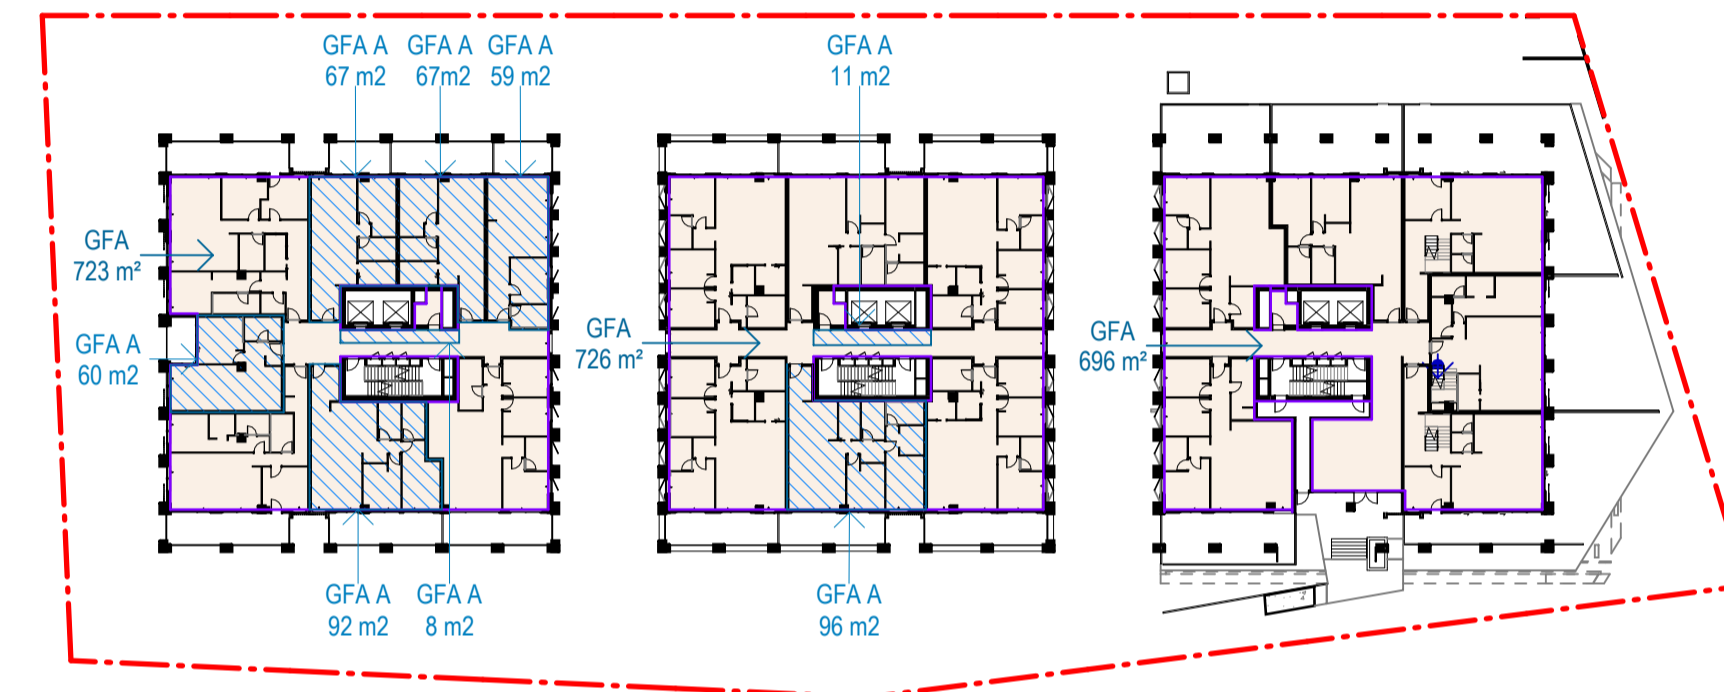 GFA A
67 m2
GFA A
67m2
GFA A
59 m2
GFA A
11 m2
GFA
723 m²
GFA A
60 m2
GFA
726 m²
GFA
696 m²
GFA A
92 m2
GFA A
8 m2
GFA A
96 m2